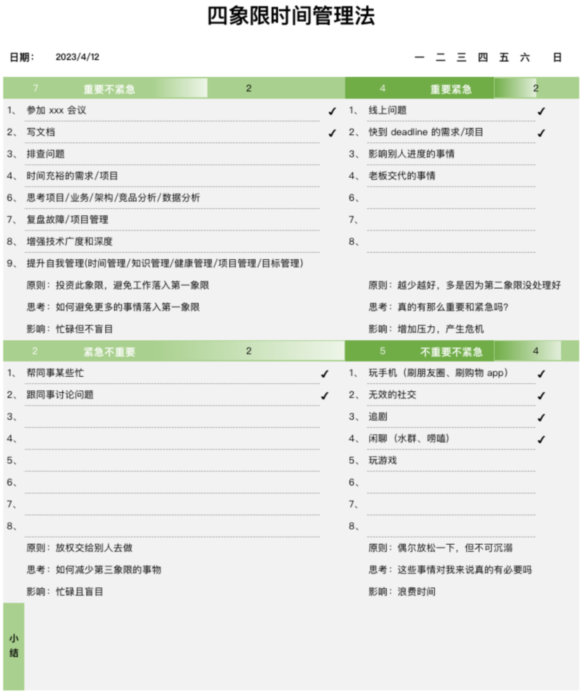 四象限时间管理法
日期： 2023/4/12 一 二 三 四 五 六 日
7 重要不紧急 2
1、 参加 xxx 会议 ✓
2、 写文档 ✓
3、 排查问题
4、 时间充裕的需求/项目
6、 思考项目/业务/架构/竞品分析/数据分析
7、 复盘故障/项目管理
8、 增强技术广度和深度
9、 提升自我管理(时间管理/知识管理/健康管理/项目管理/目标管理)
原则：投资此象限，避免工作落入第一象限
思考：如何避免更多的事情落入第一象限
影响：忙碌但不盲目
4 重要紧急 2
1、 线上问题 ✓
2、 快到 deadline 的需求/项目 ✓
3、 影响别人进度的事情
4、 老板交代的事情
6、
7、
8、
原则：越少越好，多是因为第二象限没处理好
思考：真的有那么重要和紧急吗?
影响：增加压力，产生危机
2 紧急不重要 2
1、 帮同事某些忙 ✓
2、 跟同事讨论问题 ✓
3、
4、
5、
6、
7、
8、
原则：放权交给别人去做
思考：如何减少第三象限的事物
影响：忙碌且盲目
5 不重要不紧急 4
1、 玩手机（刷朋友圈、刷购物 app） ✓
2、 无效的社交 ✓
3、 追剧 ✓
4、 闲聊（水群、唠嗑） ✓
5、 玩游戏
6、
7、
8、
原则：偶尔放松一下，但不可沉溺
思考：这些事情对我来说真的有必要吗
影响：浪费时间
小
结